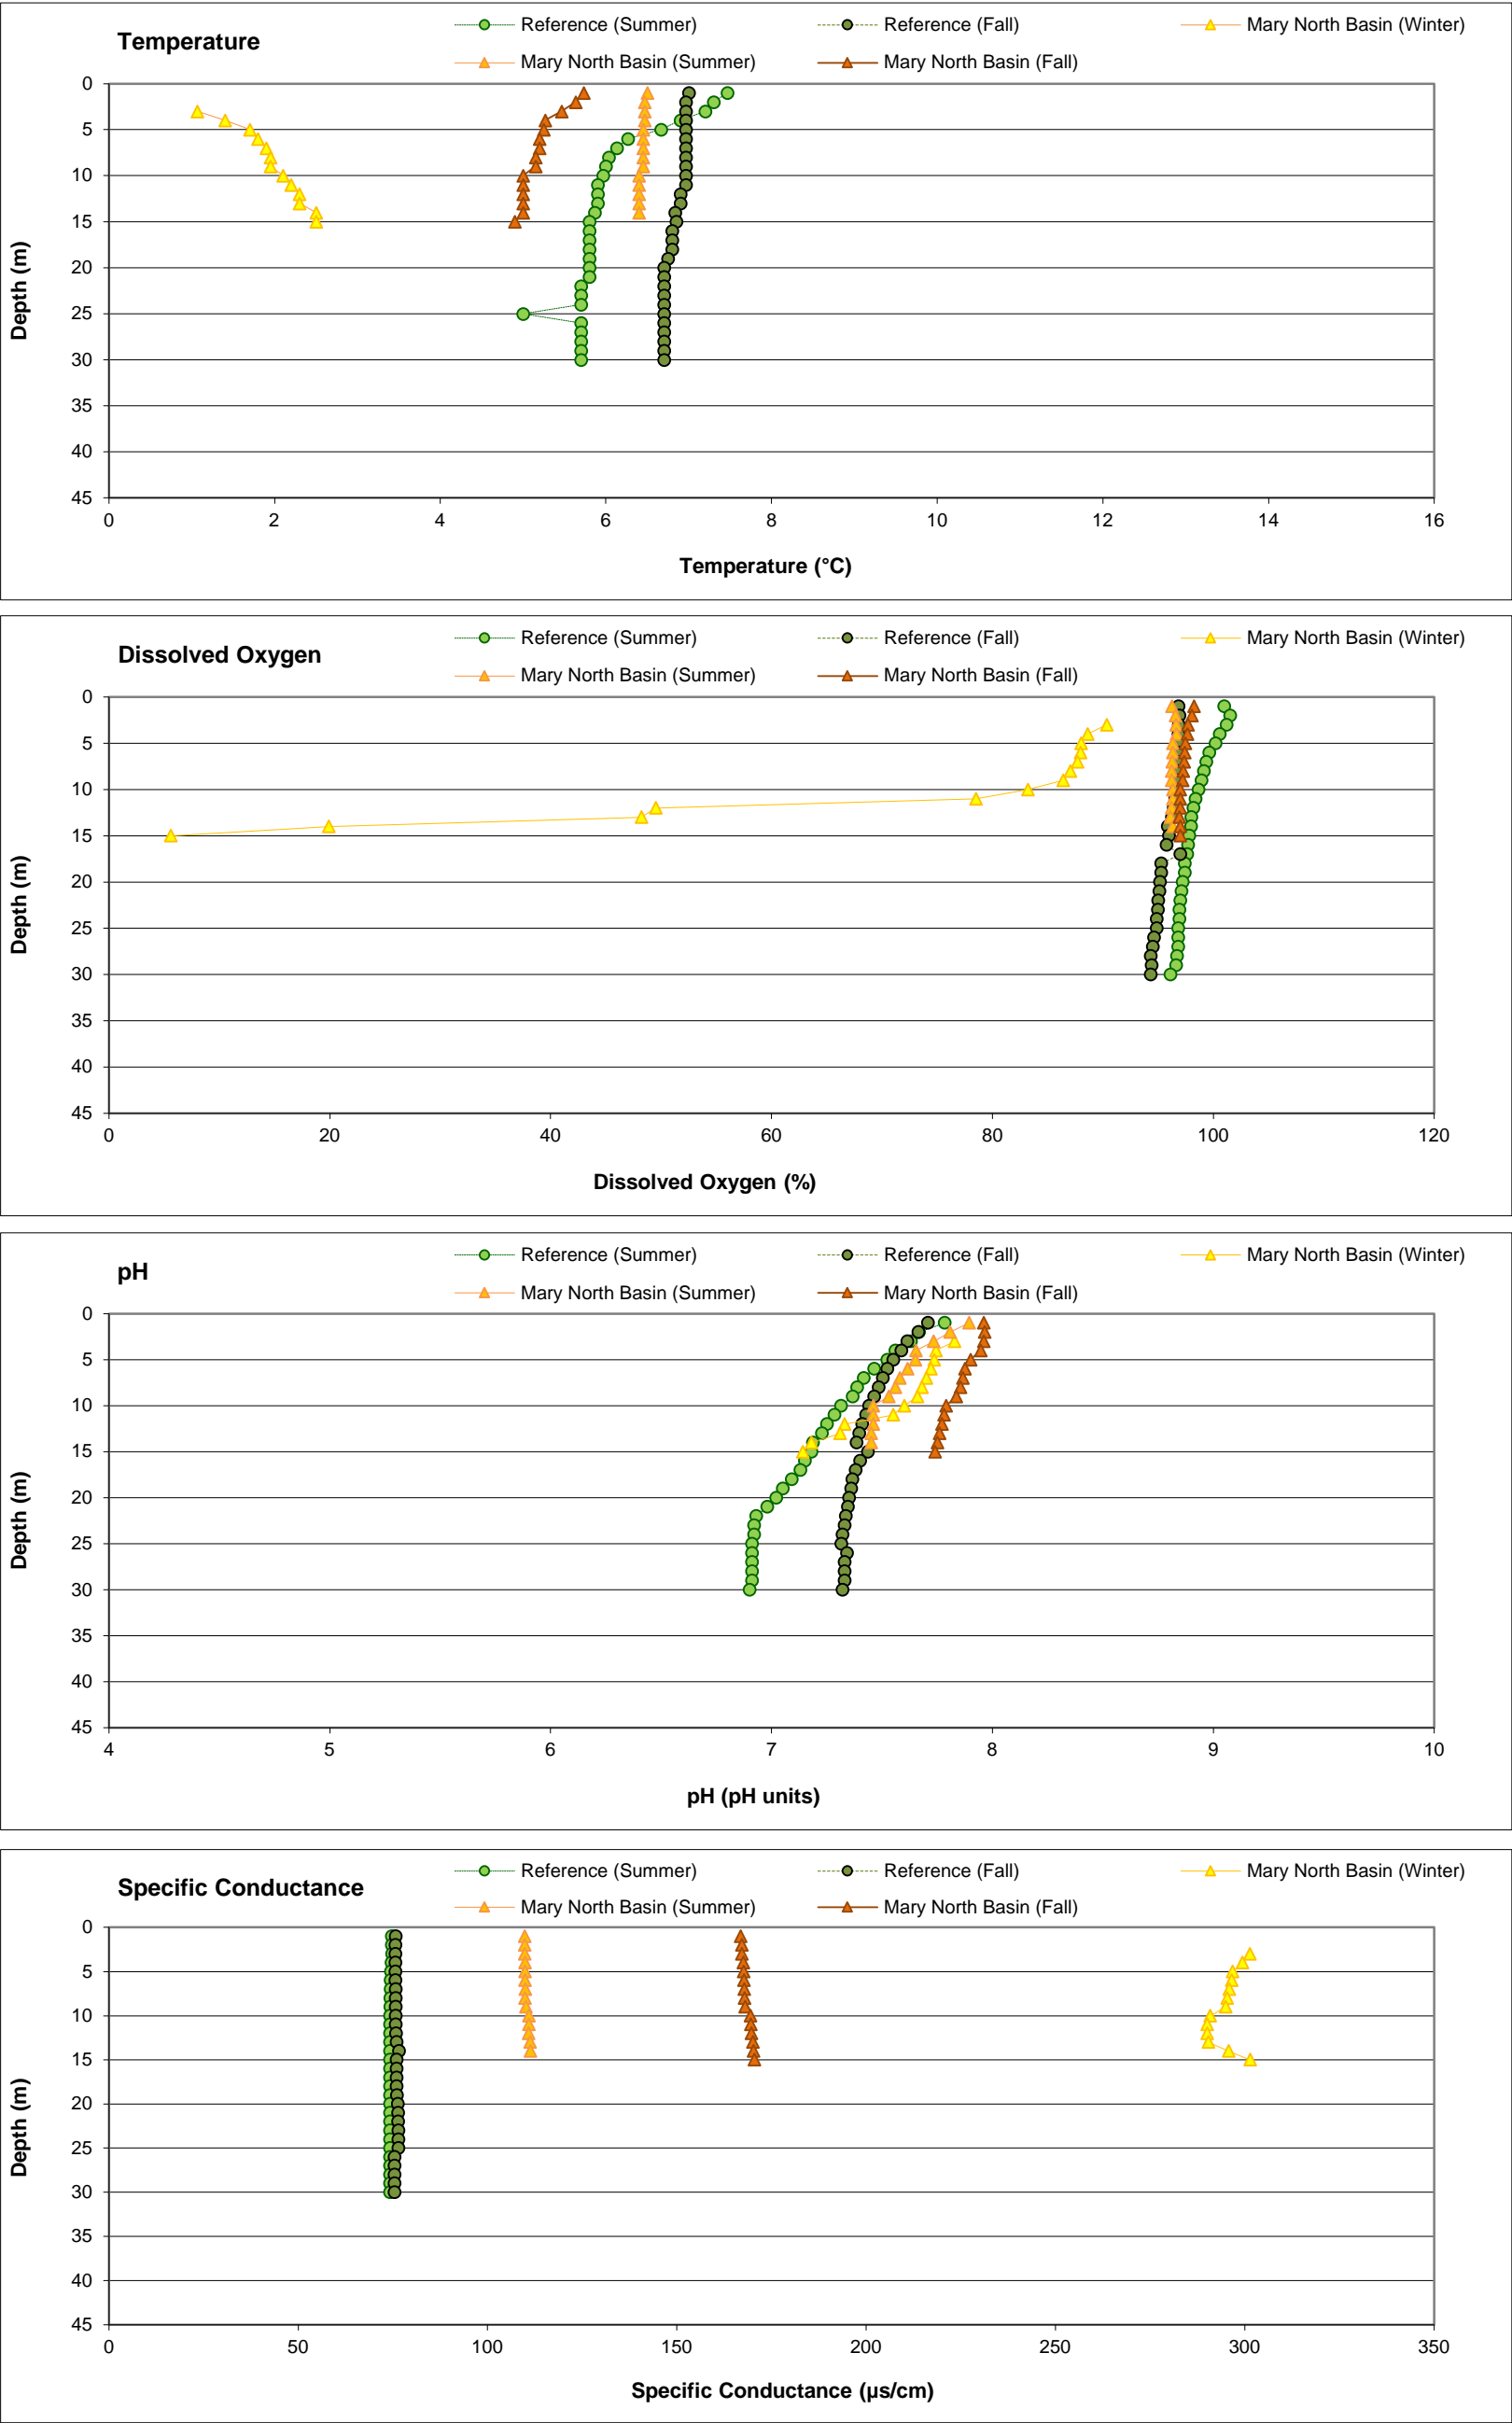 Temperature
Reference (Summer) Reference (Fall) Mary North Basin (Winter)
Mary North Basin (Summer) Mary North Basin (Fall)
Depth (m)
0
5
10
15
20
25
30
35
40
45
0 2 4 6 8 10 12 14 16
Temperature (°C)
Dissolved Oxygen
Reference (Summer) Reference (Fall) Mary North Basin (Winter)
Mary North Basin (Summer) Mary North Basin (Fall)
Depth (m)
0
5
10
15
20
25
30
35
40
45
0 20 40 60 80 100 120
Dissolved Oxygen (%)
pH
Reference (Summer) Reference (Fall) Mary North Basin (Winter)
Mary North Basin (Summer) Mary North Basin (Fall)
Depth (m)
0
5
10
15
20
25
30
35
40
45
4 5 6 7 8 9 10
pH (pH units)
Specific Conductance
Reference (Summer) Reference (Fall) Mary North Basin (Winter)
Mary North Basin (Summer) Mary North Basin (Fall)
Depth (m)
0
5
10
15
20
25
30
35
40
45
0 50 100 150 200 250 300 350
Specific Conductance (µs/cm)